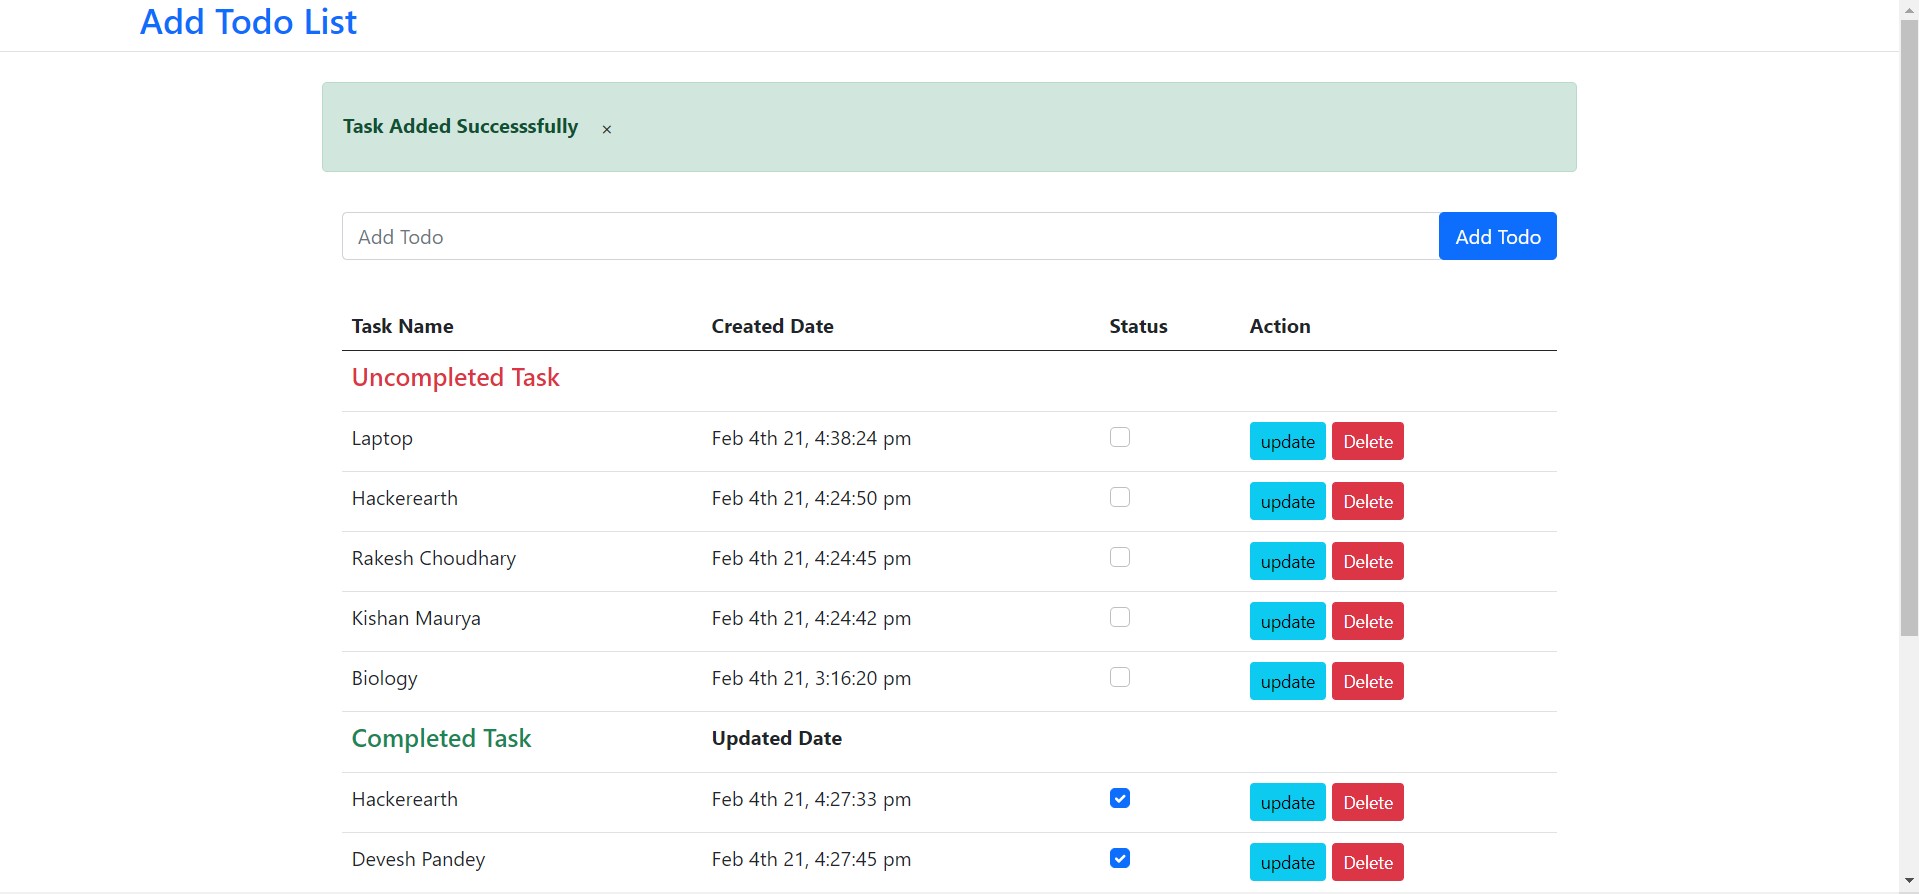 Add Todo List
Task Added Successsfully ×
Add Todo Add Todo
Task Name Created Date Status Action
Uncompleted Task
Laptop Feb 4th 21, 4:38:24 pm update Delete
Hackerearth Feb 4th 21, 4:24:50 pm update Delete
Rakesh Choudhary Feb 4th 21, 4:24:45 pm update Delete
Kishan Maurya Feb 4th 21, 4:24:42 pm update Delete
Biology Feb 4th 21, 3:16:20 pm update Delete
Completed Task Updated Date
Hackerearth Feb 4th 21, 4:27:33 pm update Delete
Devesh Pandey Feb 4th 21, 4:27:45 pm update Delete